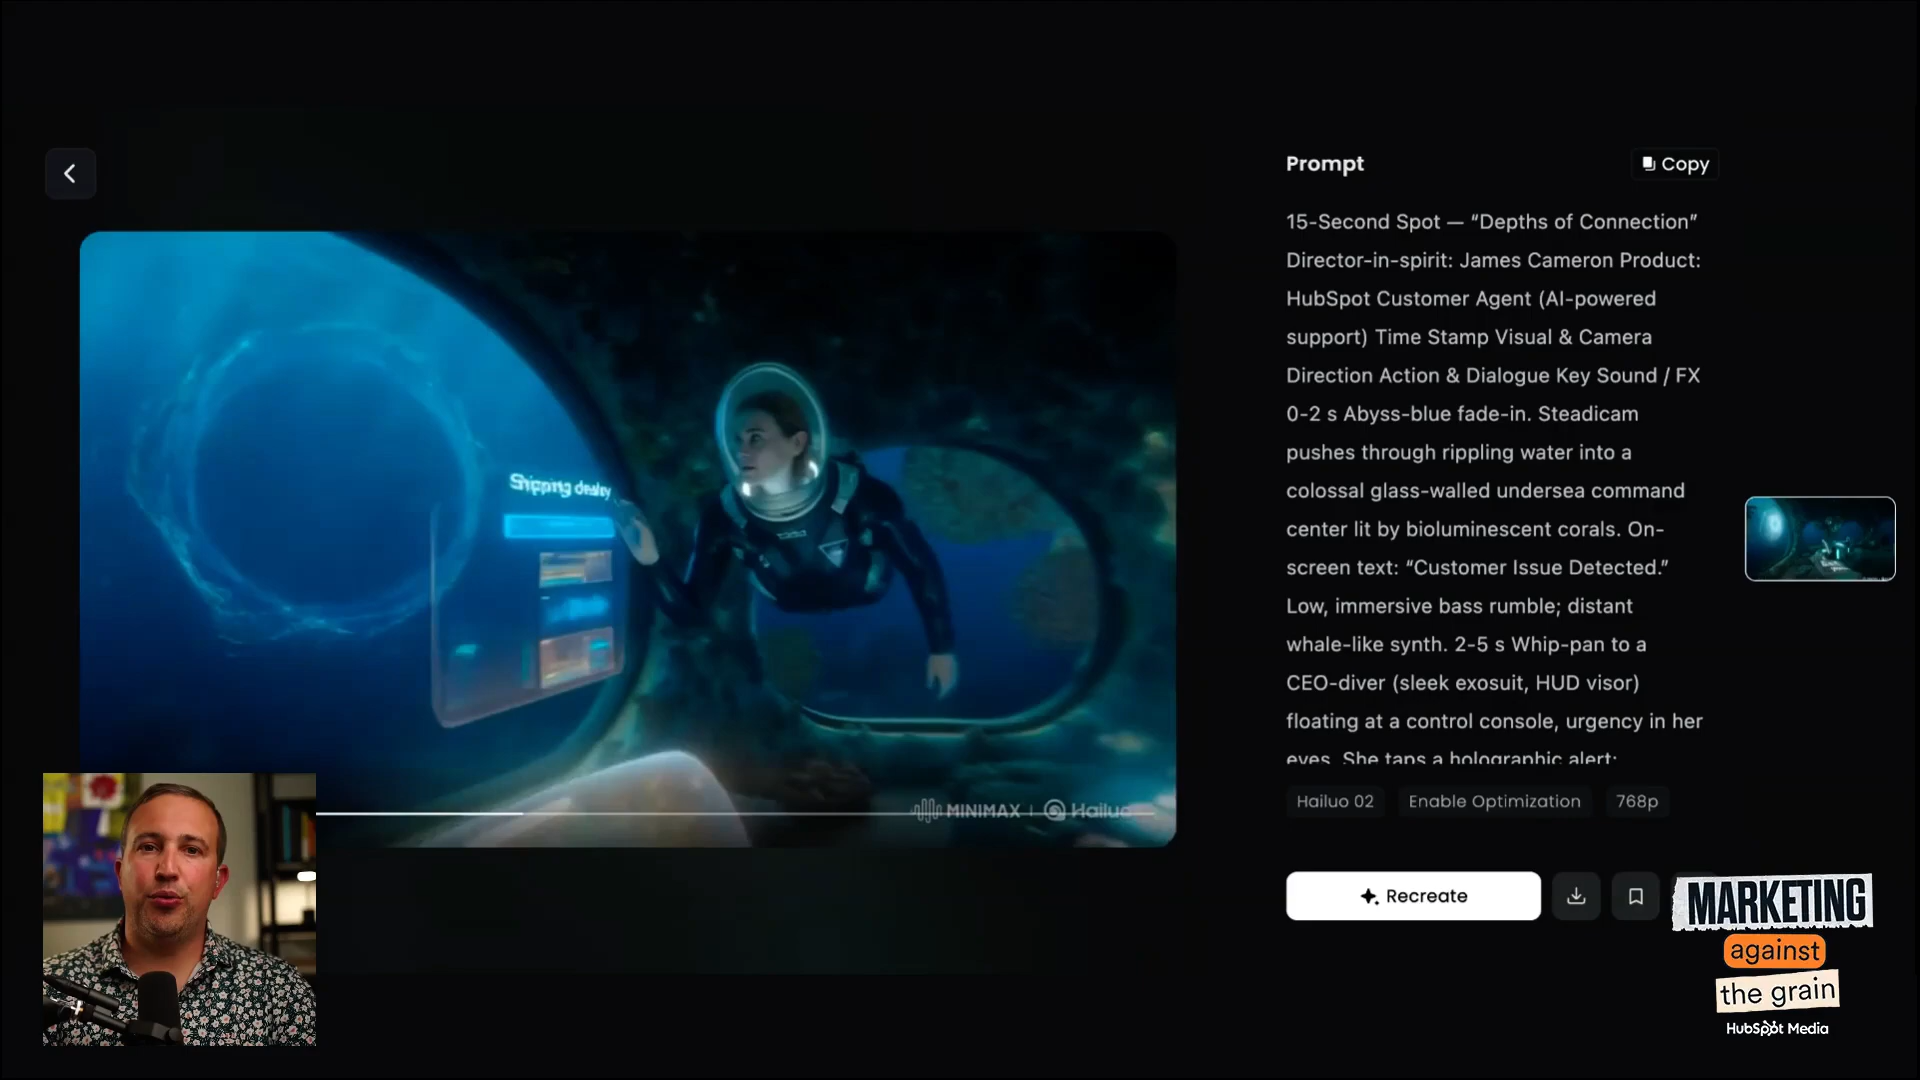 Prompt
Copy
15-Second Spot — “Depths of Connection”
Director-in-spirit: James Cameron Product:
HubSpot Customer Agent (AI-powered
support) Time Stamp Visual & Camera
Direction Action & Dialogue Key Sound / FX
0-2 s Abyss-blue fade-in. Steadicam
pushes through rippling water into a
colossal glass-walled undersea command
center lit by bioluminescent corals. On-
screen text: “Customer Issue Detected.”
Low, immersive bass rumble; distant
whale-like synth. 2-5 s Whip-pan to a
CEO-diver (sleek exosuit, HUD visor)
floating at a control console, urgency in her
eyes. She taps a holographic alert:
Shipping dealay
MINIMAX | Hailuo
Hailuo 02
Enable Optimization
768p
Recreate
MARKETING
against
the grain
HubSpot Media